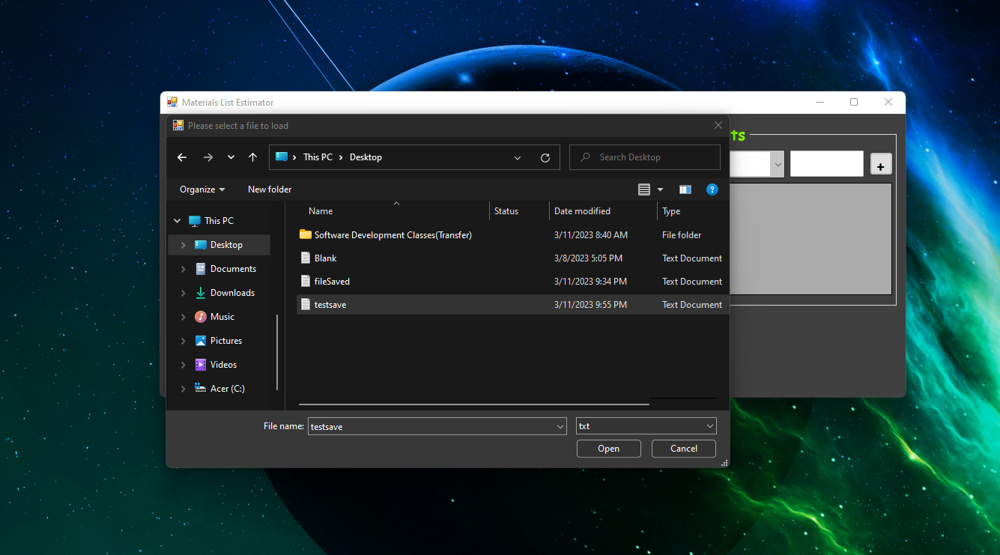 Materials List Estimator
Please select a file to load
ts
This PC > Desktop
Search Desktop
+
Organize
New folder
?
Name Status Date modified Type
This PC
Desktop
Documents
Downloads
Music
Pictures
Videos
Acer (C:)
Software Development Classes(Transfer) 3/11/2023 8:40 AM File folder
Blank 3/8/2023 5:05 PM Text Document
fileSaved 3/11/2023 9:34 PM Text Document
testsave 3/11/2023 9:55 PM Text Document
File name: testsave txt
Open Cancel